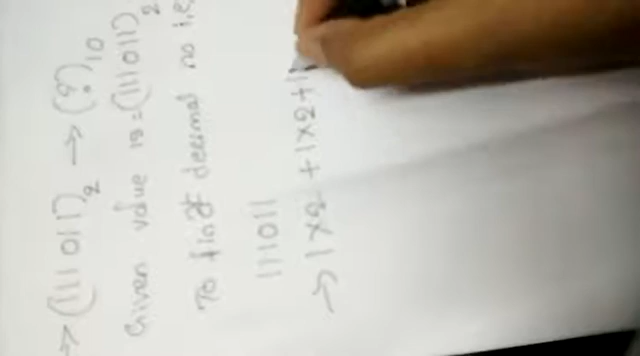 → (111011)₂ → (?)₁₀
Given value is = (111011)₂
To find decimal no i.e
111011
→ 1×2 + 1×2+1